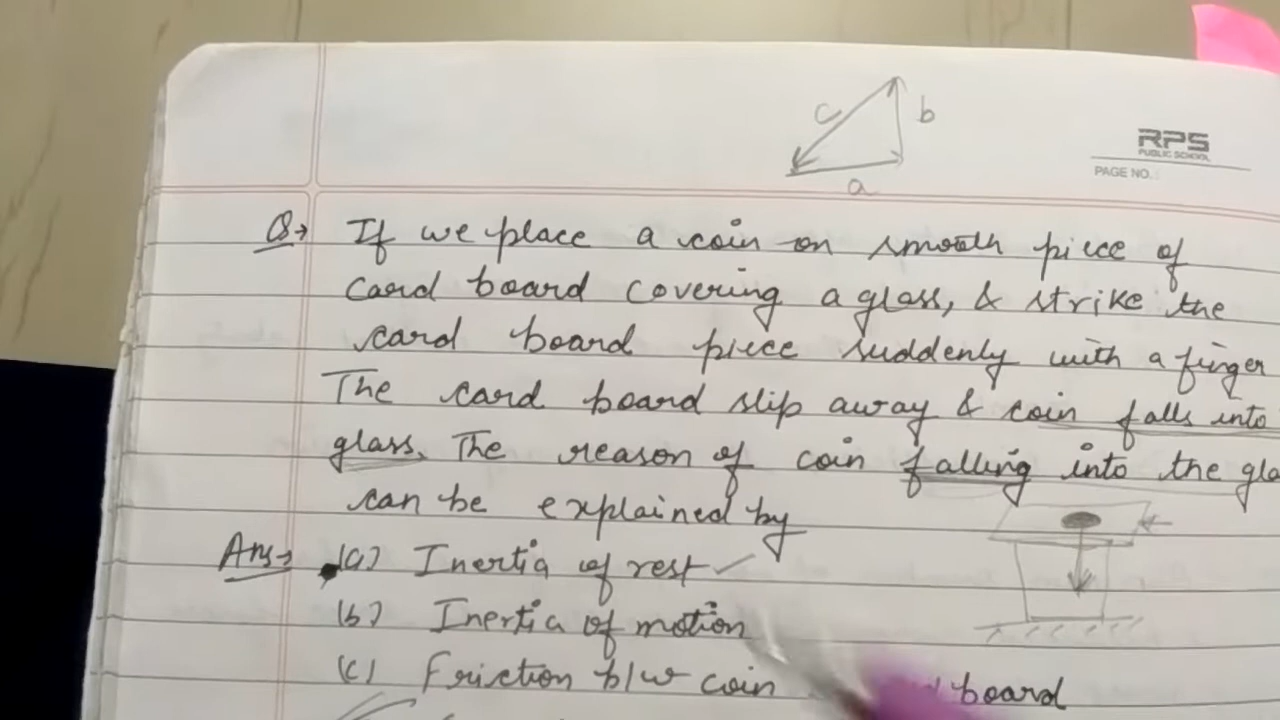 c
b
a
RPS
PUBLIC SCHOOL
PAGE NO.
Q→ If we place a coin on smooth piece of
card board covering a glass, & strike the
card board piece suddenly with a finger
The card board slip away & coin falls into
glass. The reason of coin falling into the gla
can be explained by
Ans→ (a) Inertia of rest ✓
(b) Inertia of motion
(c) Friction b/w coin board